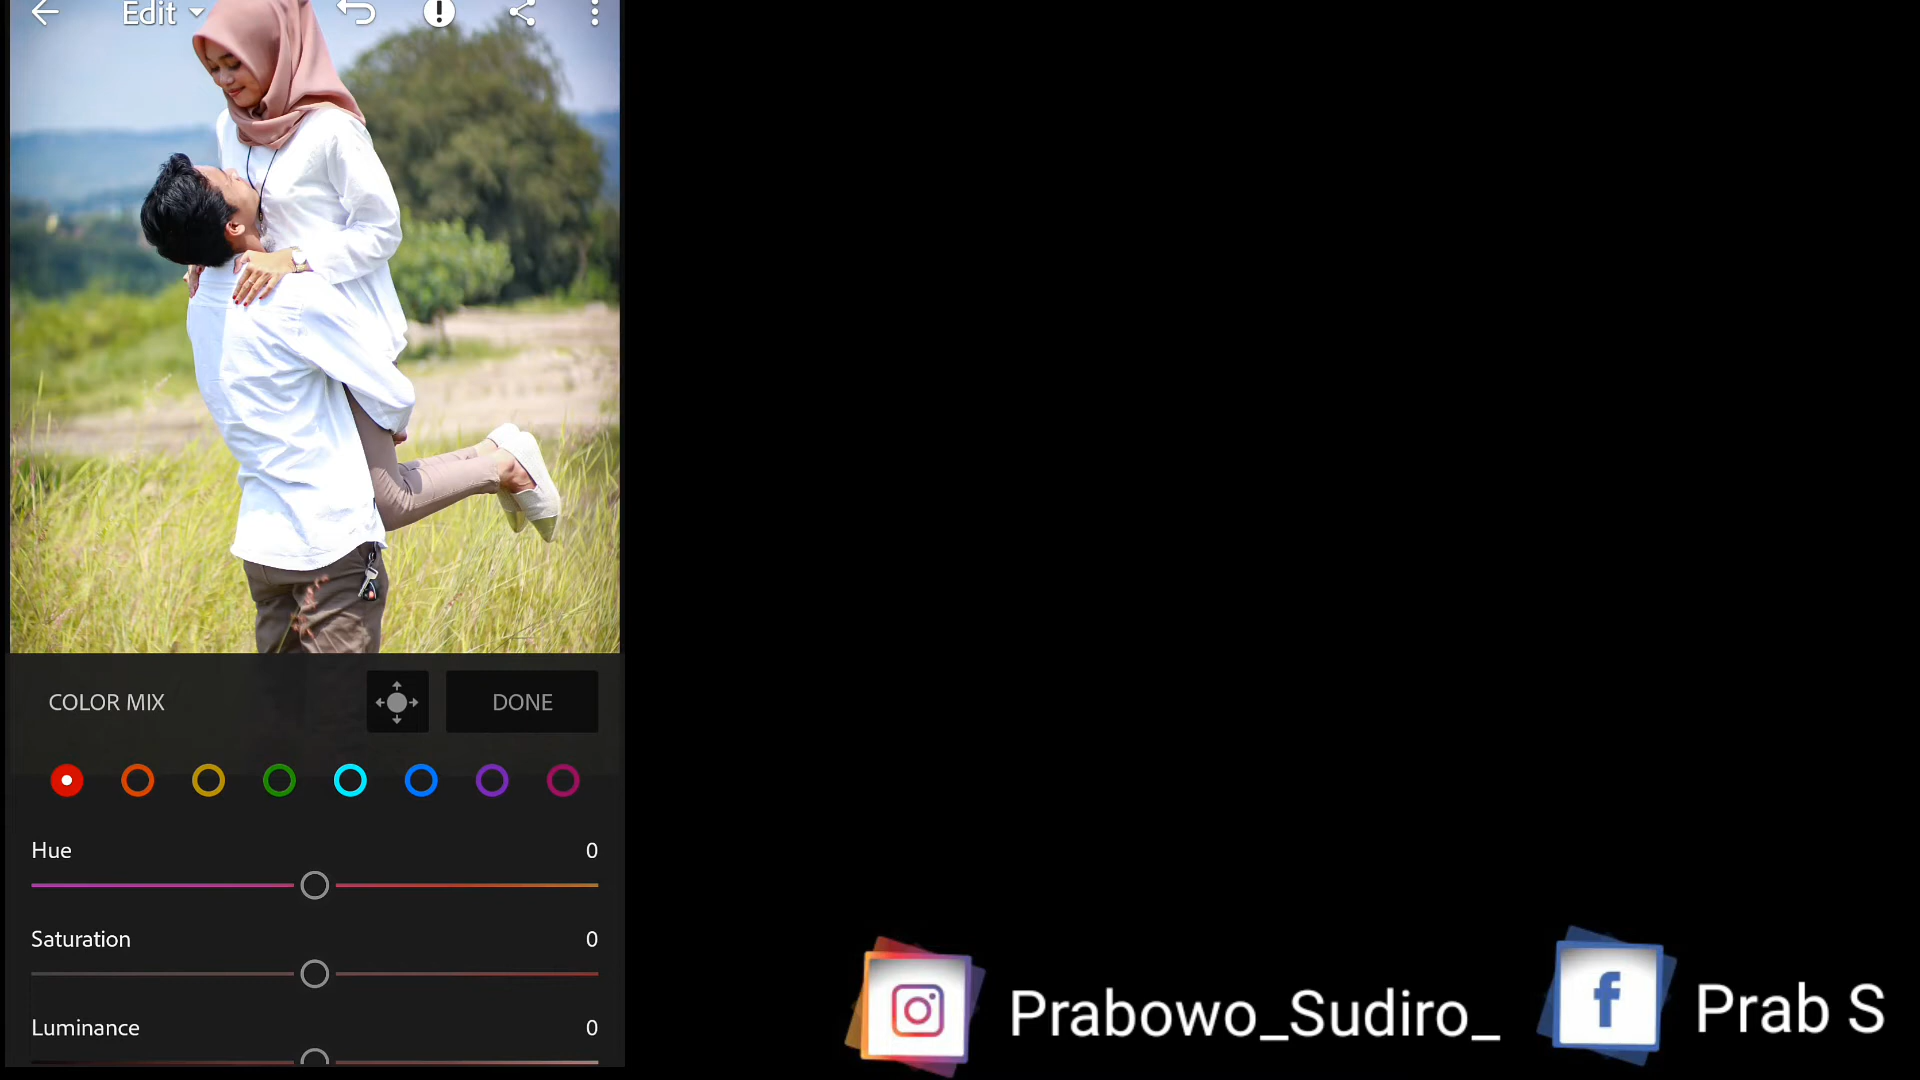 Edit
COLOR MIX
DONE
Hue 0
Saturation 0
Luminance 0
Prabowo_Sudiro_
Prab S